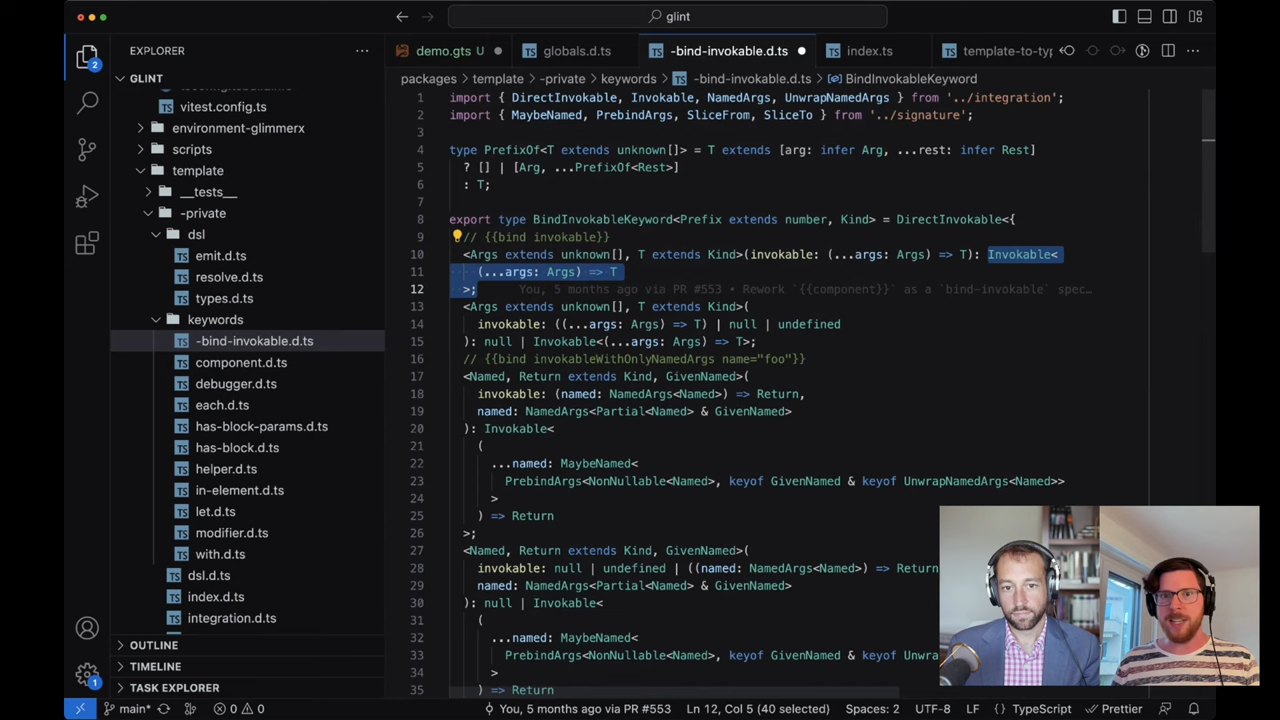 glint
EXPLORER
demo.gts U
globals.d.ts
-bind-invokable.d.ts
index.ts
template-to-typ
GLINT
packages > template > -private > keywords > -bind-invokable.d.ts > BindInvokableKeyword
vitest.config.ts
environment-glimmerx
scripts
template
__tests__
-private
dsl
emit.d.ts
resolve.d.ts
types.d.ts
keywords
-bind-invokable.d.ts
component.d.ts
debugger.d.ts
each.d.ts
has-block-params.d.ts
has-block.d.ts
helper.d.ts
in-element.d.ts
let.d.ts
modifier.d.ts
with.d.ts
dsl.d.ts
index.d.ts
integration.d.ts
OUTLINE
TIMELINE
TASK EXPLORER
2
1
1 import { DirectInvokable, Invokable, NamedArgs, UnwrapNamedArgs } from '../integration';
2 import { MaybeNamed, PrebindArgs, SliceFrom, SliceTo } from '../signature';
3
4 type PrefixOf<T extends unknown[]> = T extends [arg: infer Arg, ...rest: infer Rest]
5 ? [] | [Arg, ...PrefixOf<Rest>]
6 : T;
7
8 export type BindInvokableKeyword<Prefix extends number, Kind> = DirectInvokable<{
9 // {{bind invokable}}
10 <Args extends unknown[], T extends Kind>(invokable: (...args: Args) => T): Invokable<
11 (...args: Args) => T
12 >; You, 5 months ago via PR #553 • Rework `{{component}}` as a `bind-invokable` spec…
13 <Args extends unknown[], T extends Kind>(
14 invokable: ((...args: Args) => T) | null | undefined
15 ): null | Invokable<(...args: Args) => T>;
16 // {{bind invokableWithOnlyNamedArgs name="foo"}}
17 <Named, Return extends Kind, GivenNamed>(
18 invokable: (named: NamedArgs<Named>) => Return,
19 named: NamedArgs<Partial<Named> & GivenNamed>
20 ): Invokable<
21 (
22 ...named: MaybeNamed<
23 PrebindArgs<NonNullable<Named>, keyof GivenNamed & keyof UnwrapNamedArgs<Named>>
24 >
25 ) => Return
26 >;
27 <Named, Return extends Kind, GivenNamed>(
28 invokable: null | undefined | ((named: NamedArgs<Named>) => Return
29 named: NamedArgs<Partial<Named> & GivenNamed>
30 ): null | Invokable<
31 (
32 ...named: MaybeNamed<
33 PrebindArgs<NonNullable<Named>, keyof GivenNamed & keyof Unwra
34 >
35 ) => Return
main* 0 0 You, 5 months ago via PR #553 Ln 12, Col 5 (40 selected) Spaces: 2 UTF-8 LF TypeScript Prettier